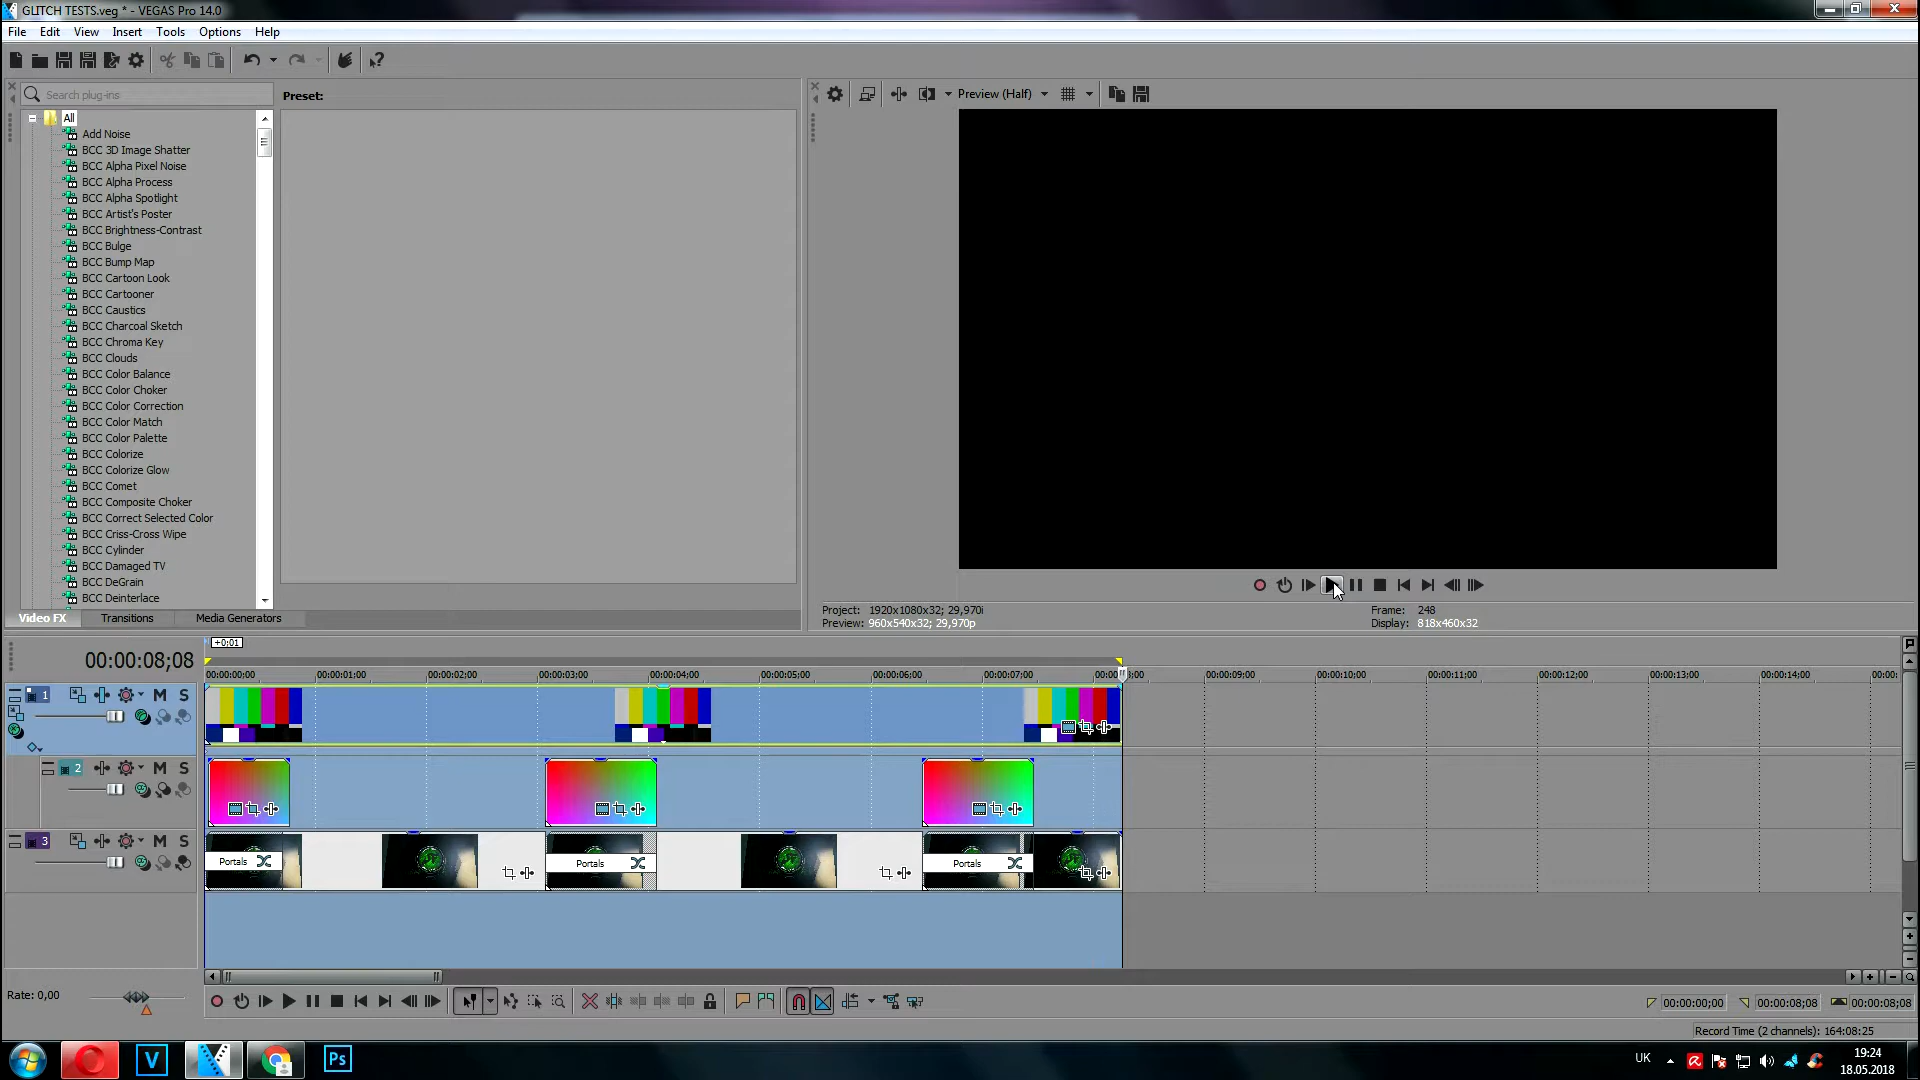 GLITCH TESTS.veg * - VEGAS Pro 14.0
File Edit View Insert Tools Options Help
Search plug-ins
Preset:
Preview (Half)
All
Add Noise
BCC 3D Image Shatter
BCC Alpha Pixel Noise
BCC Alpha Process
BCC Alpha Spotlight
BCC Artist's Poster
BCC Brightness-Contrast
BCC Bulge
BCC Bump Map
BCC Cartoon Look
BCC Cartooner
BCC Caustics
BCC Charcoal Sketch
BCC Chroma Key
BCC Clouds
BCC Color Balance
BCC Color Choker
BCC Color Correction
BCC Color Match
BCC Color Palette
BCC Colorize
BCC Colorize Glow
BCC Comet
BCC Composite Choker
BCC Correct Selected Color
BCC Criss-Cross Wipe
BCC Cylinder
BCC Damaged TV
BCC DeGrain
BCC Deinterlace
Video FX Transitions Media Generators
Project: 1920x1080x32; 29,970i
Preview: 960x540x32; 29,970p
Frame: 248
Display: 818x460x32
+0:01
00:00:08;08
00:00:00;00 00:00:01;00 00:00:02;00 00:00:03;00 00:00:04;00 00:00:05;00 00:00:06;00 00:00:07;00 00:00:09;00 00:00:10;00 00:00:11;00 00:00:12;00 00:00:13;00 00:00:14;00 00:00:
1 M S
2 M S
3 M S
Portals
Portals
Portals
Rate: 0,00
00:00:00;00 00:00:08;08 00:00:08;08
Record Time (2 channels): 164:08:25
V
Ps
UK
19:24
18.05.2018